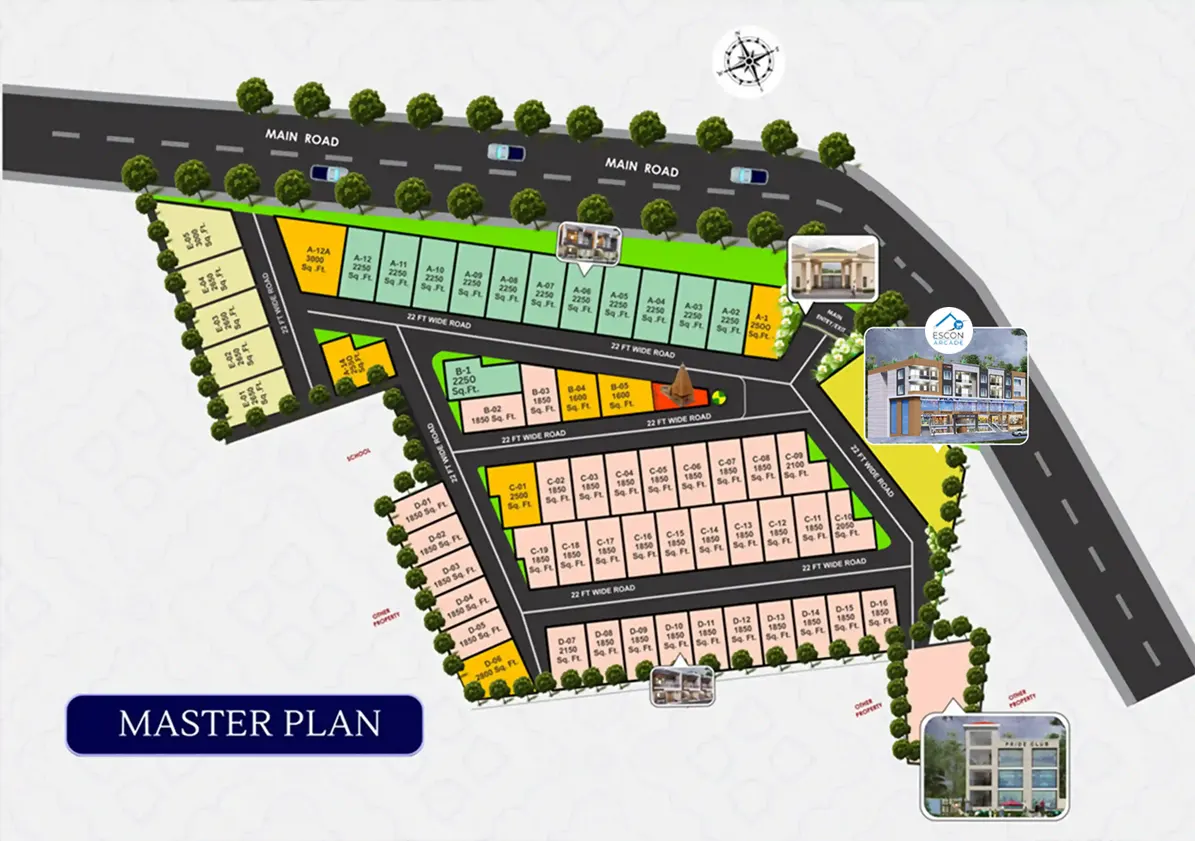 MAIN ROAD
MAIN ROAD
E-05
3000
Sq. Ft.
E-04
2650
Sq. Ft.
E-03
2650
Sq. Ft.
E-02
2650
Sq. Ft.
E-01
2650
Sq. Ft.
22 FT WIDE ROAD
A-12A
3000
Sq .Ft.
A-12
2250
Sq .Ft.
A-11
2250
Sq .Ft.
A-10
2250
Sq .Ft.
A-09
2250
Sq .Ft.
A-08
2250
Sq .Ft.
A-07
2250
Sq .Ft.
A-06
2250
Sq .Ft.
A-05
2250
Sq .Ft.
A-04
2250
Sq .Ft.
A-03
2250
Sq .Ft.
A-02
2250
Sq .Ft.
A-1
2500
Sq.Ft.
MAIN
ENTRY/EXIT
ESCON
ARCADE
22 FT WIDE ROAD
22 FT WIDE ROAD
A-14
2550
Sq.Ft.
B-1
2250
Sq.Ft.
B-02
1850 Sq. Ft.
B-03
1850
Sq. Ft.
B-04
1600
Sq. Ft.
B-05
1600
Sq. Ft.
22 FT WIDE ROAD
22 FT WIDE ROAD
22 FT WIDE ROAD
22 FT WIDE ROAD
SCHOOL
C-01
2500
Sq. Ft.
C-02
1850
Sq. Ft.
C-03
1850
Sq. Ft.
C-04
1850
Sq. Ft.
C-05
1850
Sq. Ft.
C-06
1850
Sq. Ft.
C-07
1850
Sq. Ft.
C-08
1850
Sq. Ft.
C-09
2100
Sq. Ft.
C-19
1850
Sq. Ft.
C-18
1850
Sq. Ft.
C-17
1850
Sq. Ft.
C-16
1850
Sq. Ft.
C-15
1850
Sq. Ft.
C-14
1850
Sq. Ft.
C-13
1850
Sq. Ft.
C-12
1850
Sq. Ft.
C-11
1850
Sq. Ft.
C-10
2050
Sq. Ft.
22 FT WIDE ROAD
22 FT WIDE ROAD
D-01
1850 Sq. Ft.
D-02
1850 Sq. Ft.
D-03
1850 Sq. Ft.
D-04
1850 Sq. Ft.
D-05
1850 Sq. Ft.
D-06
2800 Sq. Ft.
OTHER
PROPERTY
D-07
2150
Sq. Ft.
D-08
1850
Sq. Ft.
D-09
1850
Sq. Ft.
D-10
1850
Sq. Ft.
D-11
1850
Sq. Ft.
D-12
1850
Sq. Ft.
D-13
1850
Sq. Ft.
D-14
1850
Sq. Ft.
D-15
1850
Sq. Ft.
D-16
1850
Sq. Ft.
OTHER
PROPERTY
OTHER
PROPERTY
PRIDE CLUB
MASTER PLAN